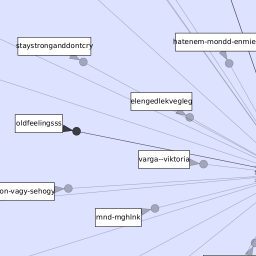 staystronganddontcry
hatenem-mondd-enmie
elengedlekvegleg
oldfeelingsss
varga--viktoria
on-vagy-sehogy
mnd-mghlnk